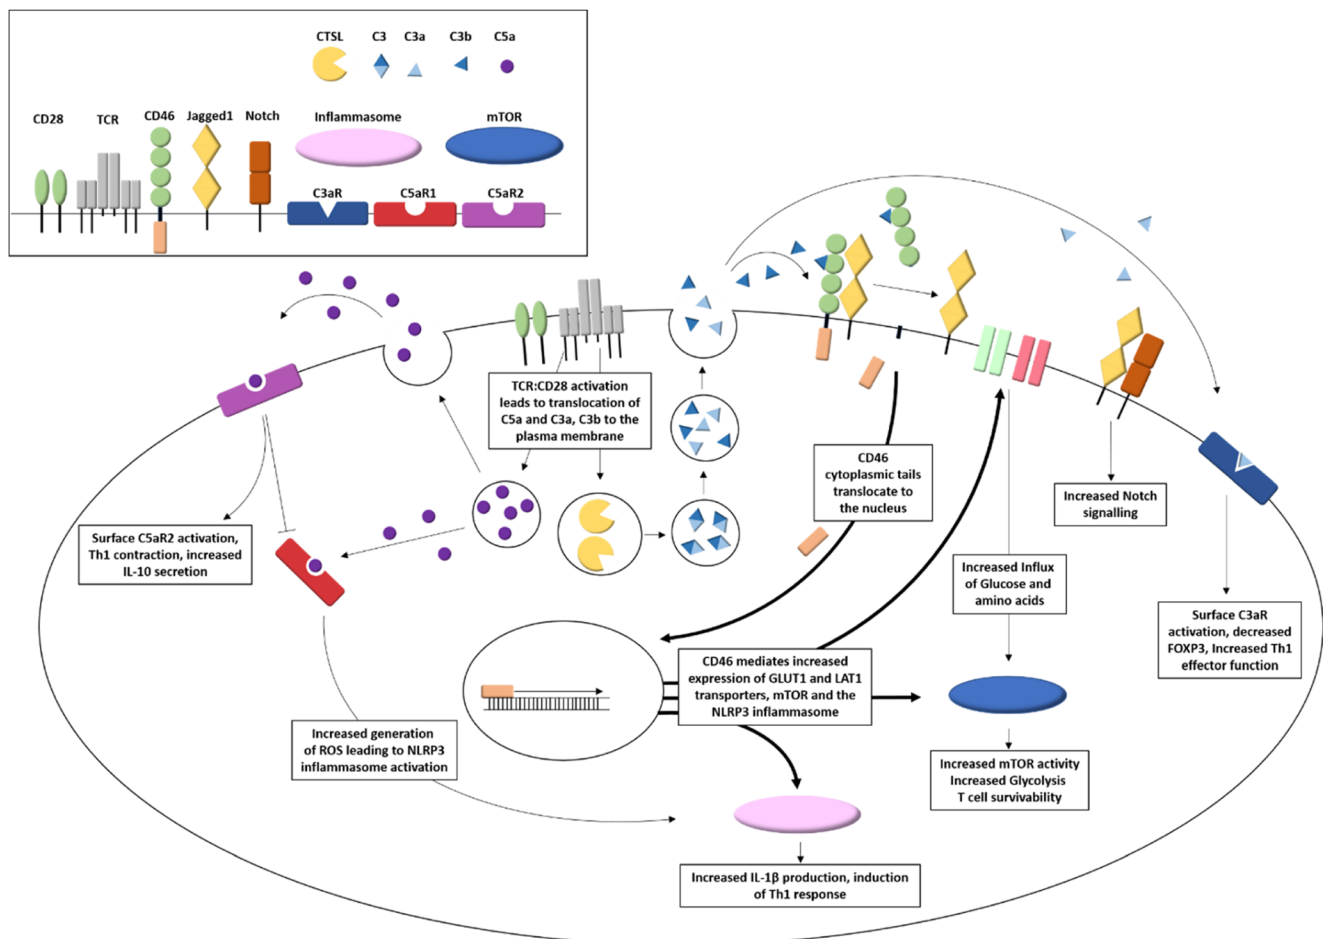 CTSL C3 C3a C3b C5a
CD28 TCR CD46 Jagged1 Notch
Inflammasome mTOR
C3aR C5aR1 C5aR2
TCR:CD28 activation
leads to translocation of
C5a and C3a, C3b to the
plasma membrane
CD46
cytoplasmic tails
translocate to
the nucleus
Increased Notch
signalling
Surface C5aR2 activation,
Th1 contraction, increased
IL-10 secretion
Increased Influx
of Glucose and
amino acids
Surface C3aR
activation, decreased
FOXP3, Increased Th1
effector function
CD46 mediates increased
expression of GLUT1 and LAT1
transporters, mTOR and the
NLRP3 inflammasome
Increased generation
of ROS leading to NLRP3
inflammasome activation
Increased mTOR activity
Increased Glycolysis
T cell survivability
Increased IL-1β production, induction
of Th1 response